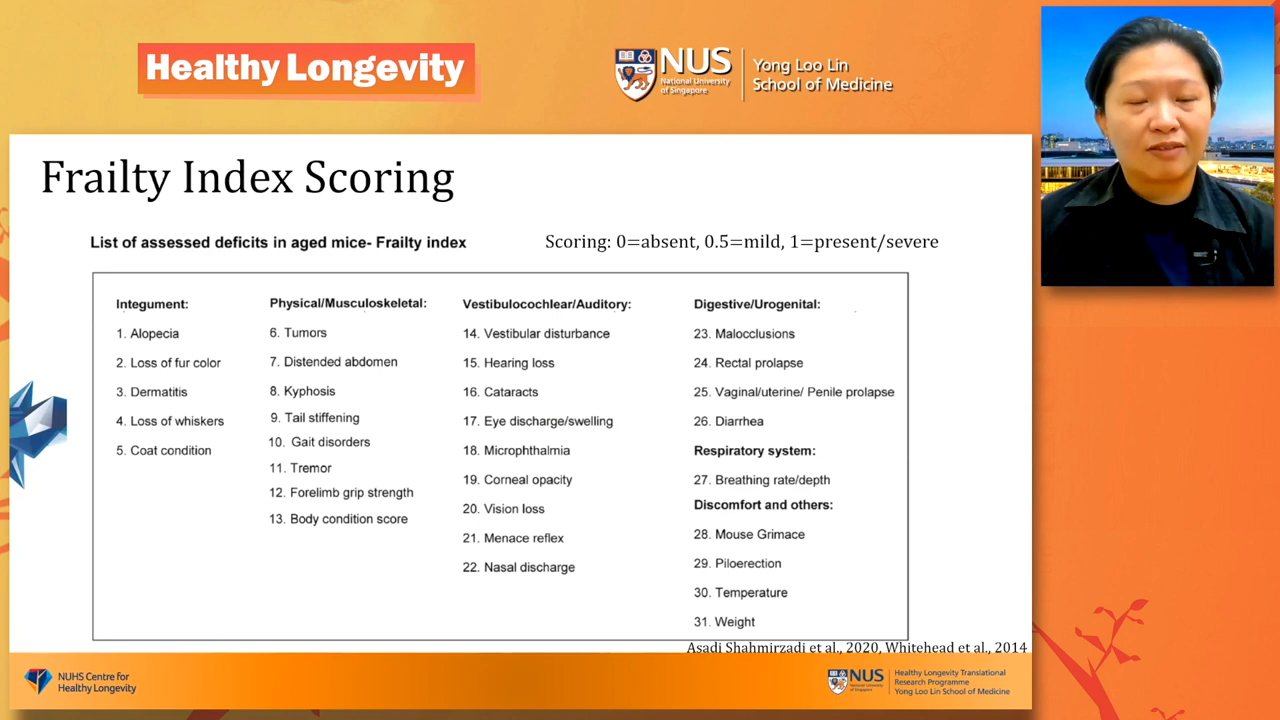 Healthy Longevity
NUS
National University
of Singapore
Yong Loo Lin
School of Medicine
Frailty Index Scoring
List of assessed deficits in aged mice- Frailty index
Scoring: 0=absent, 0.5=mild, 1=present/severe
Integument:
1. Alopecia
2. Loss of fur color
3. Dermatitis
4. Loss of whiskers
5. Coat condition
Physical/Musculoskeletal:
6. Tumors
7. Distended abdomen
8. Kyphosis
9. Tail stiffening
10. Gait disorders
11. Tremor
12. Forelimb grip strength
13. Body condition score
Vestibulocochlear/Auditory:
14. Vestibular disturbance
15. Hearing loss
16. Cataracts
17. Eye discharge/swelling
18. Microphthalmia
19. Corneal opacity
20. Vision loss
21. Menace reflex
22. Nasal discharge
Digestive/Urogenital:
23. Malocclusions
24. Rectal prolapse
25. Vaginal/uterine/ Penile prolapse
26. Diarrhea
Respiratory system:
27. Breathing rate/depth
Discomfort and others:
28. Mouse Grimace
29. Piloerection
30. Temperature
31. Weight
Asadi Shahmirzadi et al., 2020, Whitehead et al., 2014
NUHS Centre for
Healthy Longevity
NUS
National University
of Singapore
Healthy Longevity Translational
Research Programme
Yong Loo Lin School of Medicine